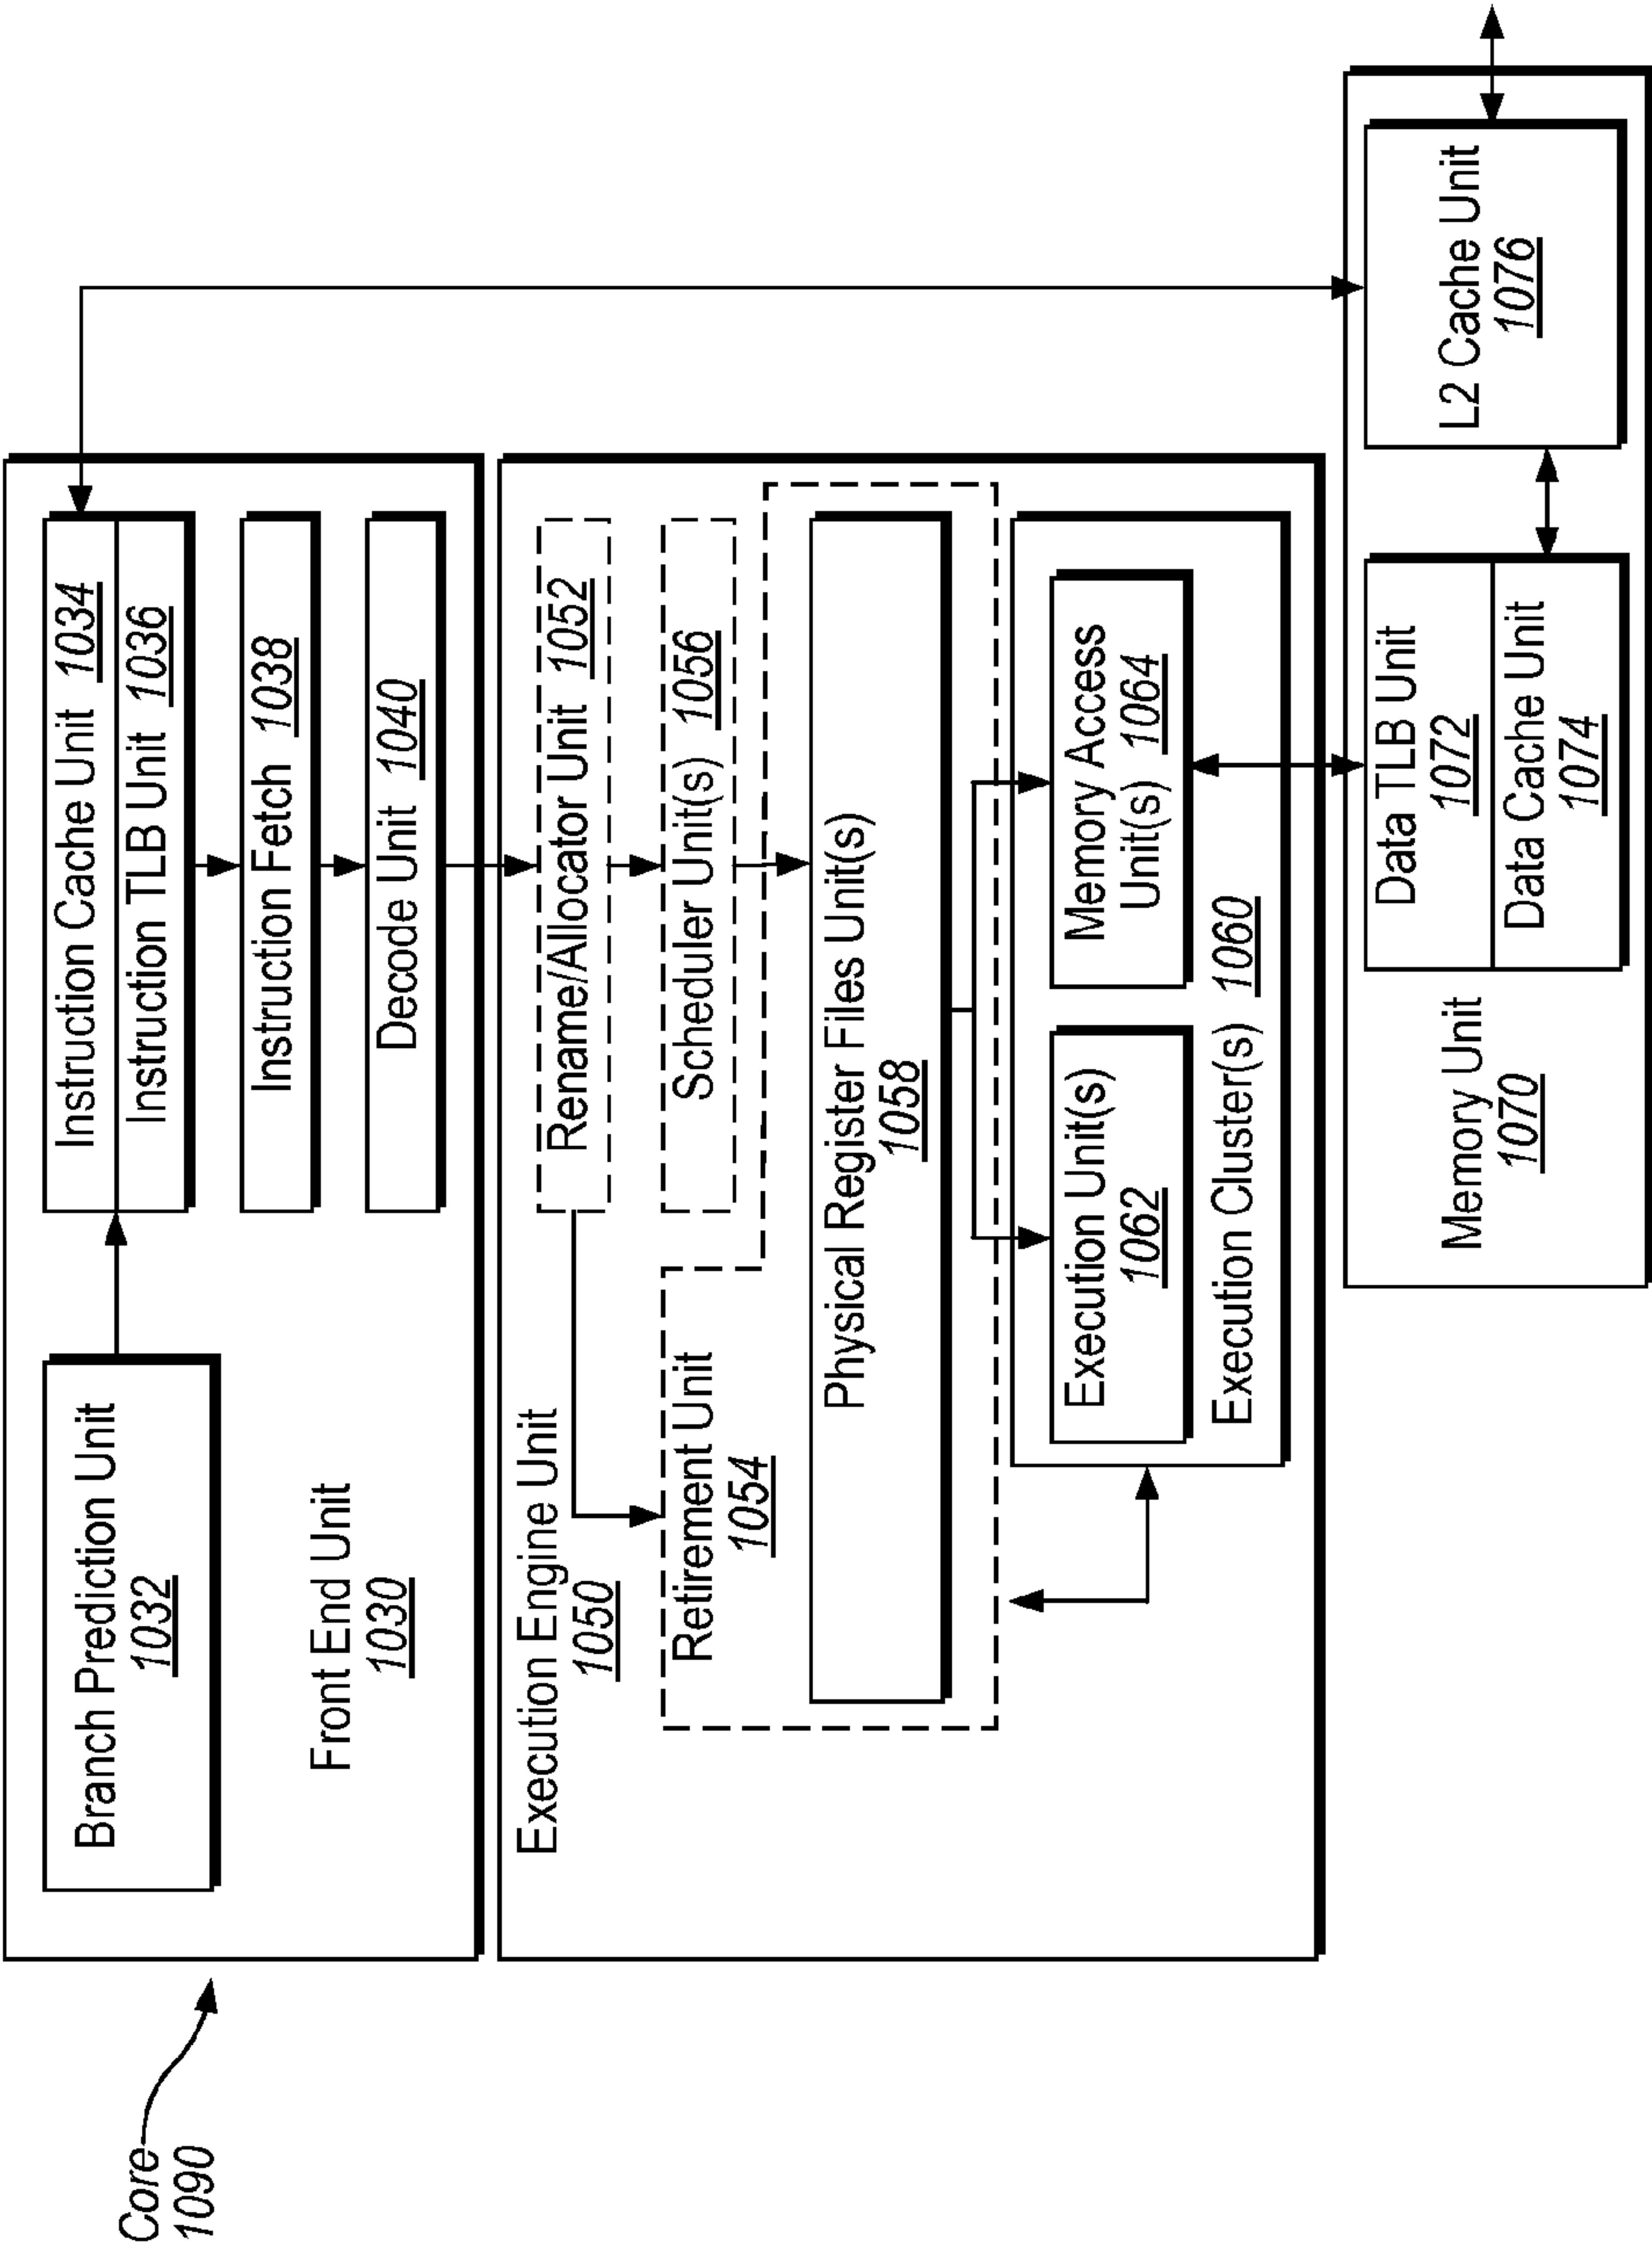 Core
1090
Branch Prediction Unit
1032
Instruction Cache Unit 1034
Instruction TLB Unit 1036
Instruction Fetch 1038
Front End Unit
1030
Decode Unit 1040
Execution Engine Unit
1050
Rename/Allocator Unit 1052
Retirement Unit
1054
Scheduler Unit(s) 1056
Physical Register Files Unit(s)
1058
Execution Unit(s)
1062
Memory Access
Unit(s) 1064
Execution Cluster(s) 1060
Memory Unit
1070
Data TLB Unit
1072
Data Cache Unit
1074
L2 Cache Unit
1076